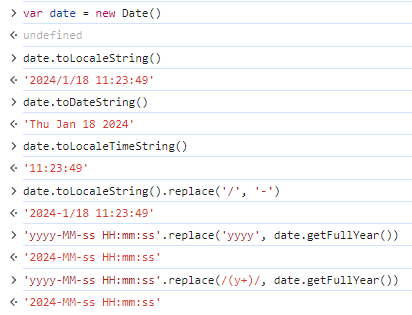 > var date = new Date()
< undefined
> date.toLocaleString()
< '2024/1/18 11:23:49'
> date.toDateString()
< 'Thu Jan 18 2024'
> date.toLocaleTimeString()
< '11:23:49'
> date.toLocaleString().replace('/', '-')
< '2024-1/18 11:23:49'
> 'yyyy-MM-ss HH:mm:ss'.replace('yyyy', date.getFullYear())
< '2024-MM-ss HH:mm:ss'
> 'yyyy-MM-ss HH:mm:ss'.replace(/(y+)/, date.getFullYear())
< '2024-MM-ss HH:mm:ss'